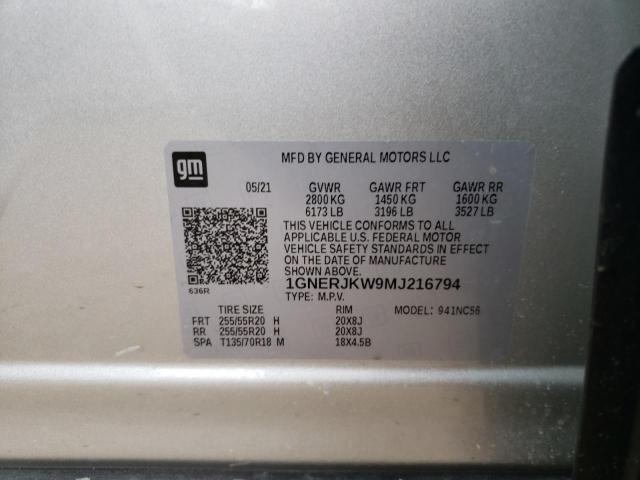 gm
MFD BY GENERAL MOTORS LLC
05/21 GVWR GAWR FRT GAWR RR
2800 KG 1450 KG 1600 KG
6173 LB 3196 LB 3527 LB
THIS VEHICLE CONFORMS TO ALL
APPLICABLE U.S. FEDERAL MOTOR
VEHICLE SAFETY STANDARDS IN EFFECT
ON THE DATE OF MANUFACTURE
SHOWN ABOVE.
636R 1GNERJKW9MJ216794
TYPE: M.P.V.
TIRE SIZE RIM MODEL: 941NC56
FRT 255/55R20 H 20X8J
RR 255/55R20 H 20X8J
SPA T135/70R18 M 18X4.5B